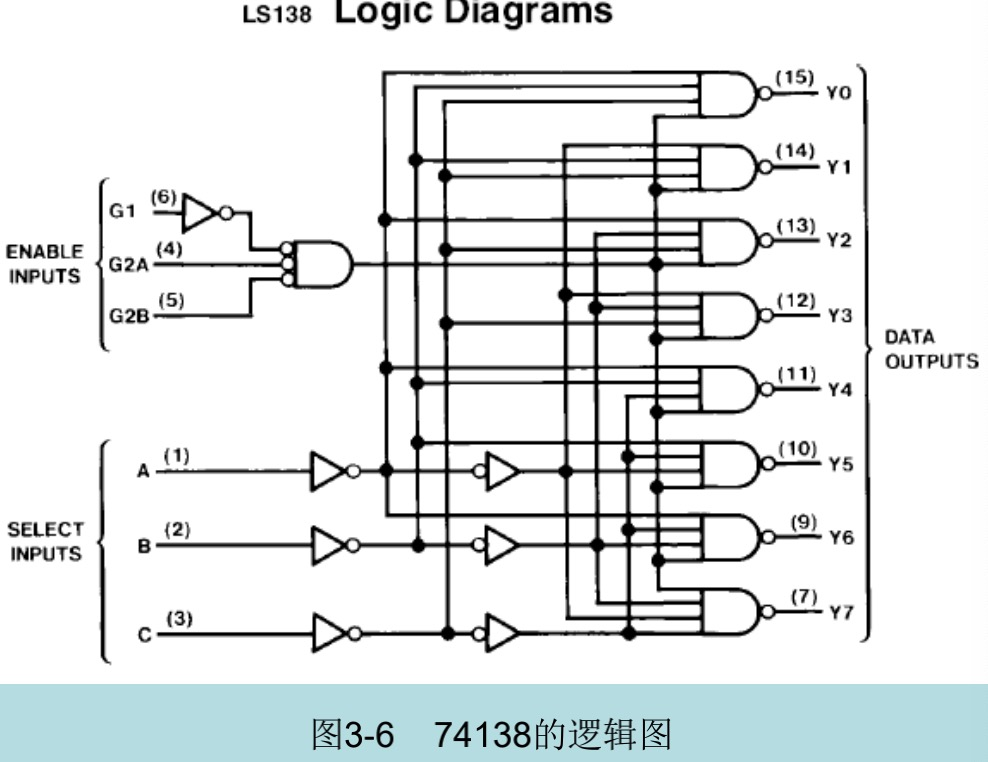 LS138 Logic Diagrams
(15) Y0
(14) Y1
(6)
G1
(13) Y2
ENABLE
INPUTS
(4)
G2A
(5)
G2B
(12) Y3
DATA
OUTPUTS
(11) Y4
A (1)
(10) Y5
SELECT
INPUTS
B (2)
(9) Y6
C (3)
(7) Y7
图3-6 74138的逻辑图